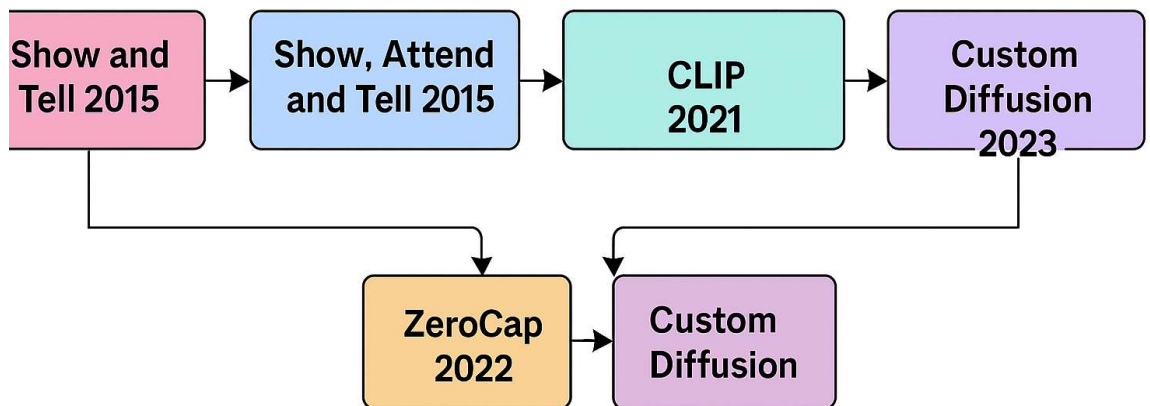 Show and
Tell 2015
Show, Attend
and Tell 2015
CLIP
2021
Custom
Diffusion
2023
ZeroCap
2022
Custom
Diffusion